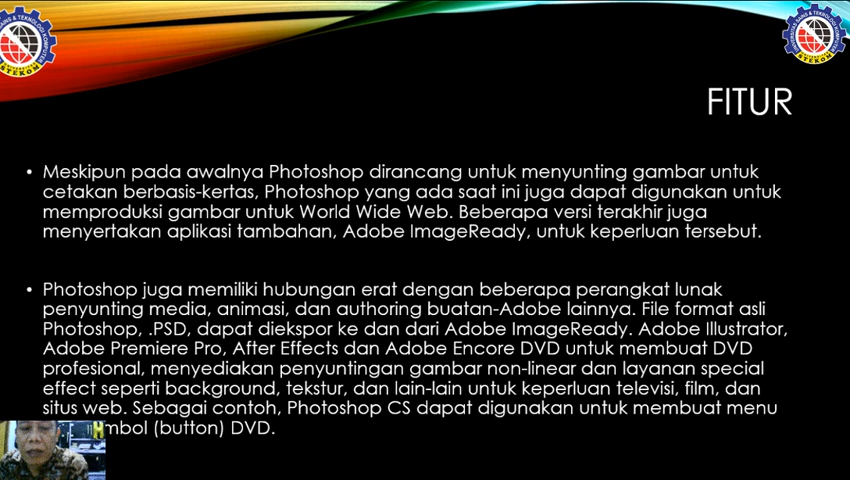 UNIVERSITAS SAINS & TEKNOLOGI KOMPUTER
STEKOM
FITUR
• Meskipun pada awalnya Photoshop dirancang untuk menyunting gambar untuk
cetakan berbasis-kertas, Photoshop yang ada saat ini juga dapat digunakan untuk
memproduksi gambar untuk World Wide Web. Beberapa versi terakhir juga
menyertakan aplikasi tambahan, Adobe ImageReady, untuk keperluan tersebut.
• Photoshop juga memiliki hubungan erat dengan beberapa perangkat lunak
penyunting media, animasi, dan authoring buatan-Adobe lainnya. File format asli
Photoshop, .PSD, dapat diekspor ke dan dari Adobe ImageReady. Adobe Illustrator,
Adobe Premiere Pro, After Effects dan Adobe Encore DVD untuk membuat DVD
profesional, menyediakan penyuntingan gambar non-linear dan layanan special
effect seperti background, tekstur, dan lain-lain untuk keperluan televisi, film, dan
situs web. Sebagai contoh, Photoshop CS dapat digunakan untuk membuat menu
mbol (button) DVD.